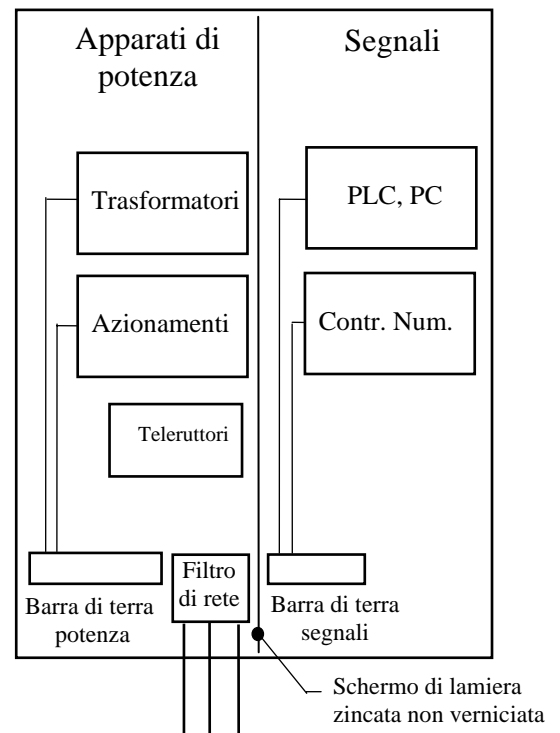 Apparati di
potenza
Segnali
Trasformatori
PLC, PC
Azionamenti
Contr. Num.
Teleruttori
Filtro
di rete
Barra di terra
potenza
Barra di terra
segnali
Schermo di lamiera
zincata non verniciata